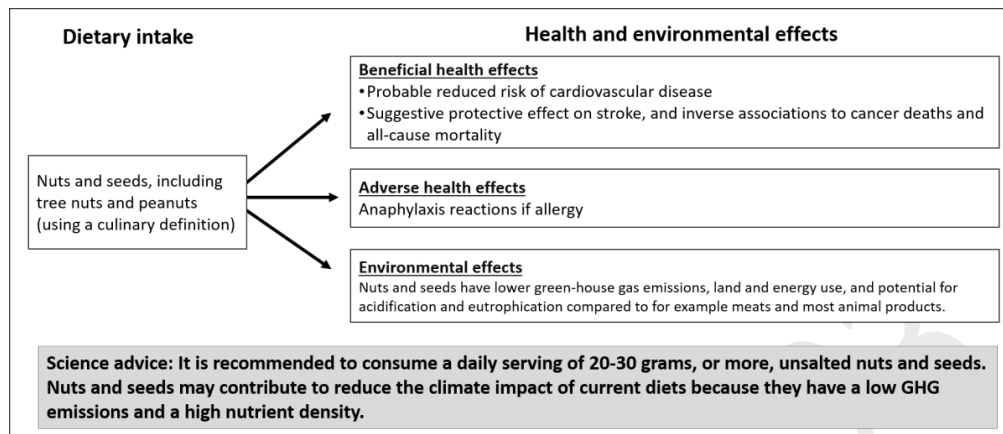 Dietary intake
Health and environmental effects
Beneficial health effects
•Probable reduced risk of cardiovascular disease
•Suggestive protective effect on stroke, and inverse associations to cancer deaths and
all-cause mortality
Nuts and seeds, including
tree nuts and peanuts
(using a culinary definition)
Adverse health effects
Anaphylaxis reactions if allergy
Environmental effects
Nuts and seeds have lower green-house gas emissions, land and energy use, and potential for
acidification and eutrophication compared to for example meats and most animal products.
Science advice: It is recommended to consume a daily serving of 20-30 grams, or more, unsalted nuts and seeds.
Nuts and seeds may contribute to reduce the climate impact of current diets because they have a low GHG
emissions and a high nutrient density.